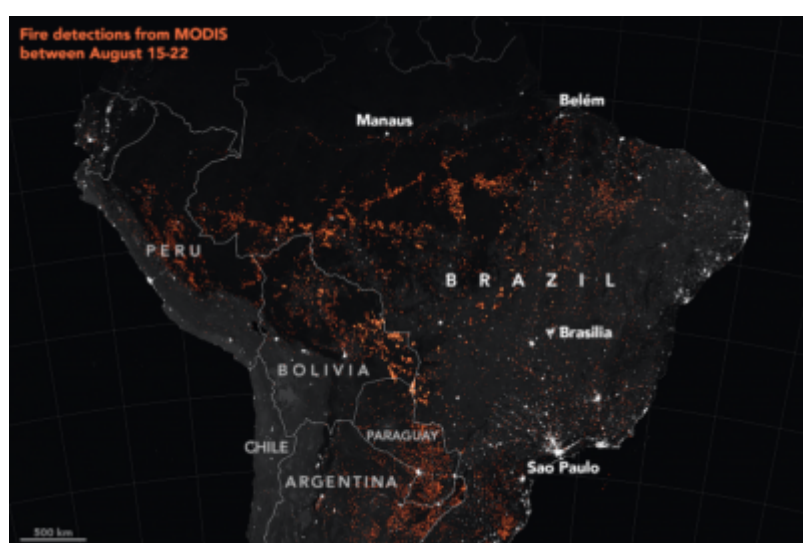 Fire detections from MODIS
between August 15-22
Belém
Manaus
PERU
BRAZIL
Brasilia
BOLIVIA
PARAGUAY
CHILE
Sao Paulo
ARGENTINA
500 km